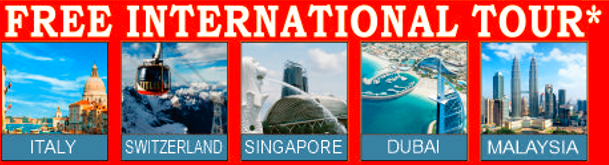 FREE INTERNATIONAL TOUR*
ITALY
SWITZERLAND
SINGAPORE
DUBAI
MALAYSIA